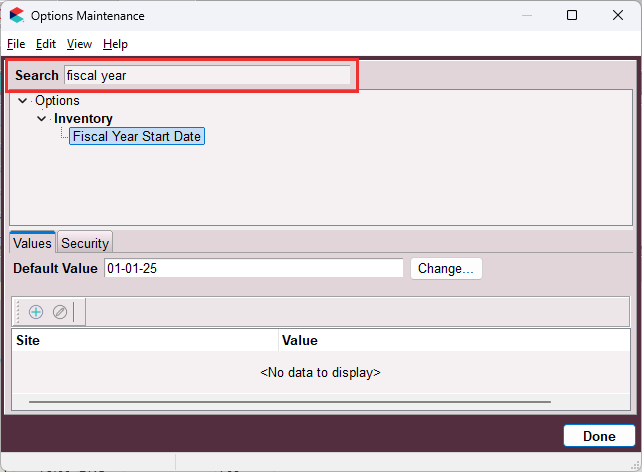 Options Maintenance
File Edit View Help
Search fiscal year
Options
Inventory
Fiscal Year Start Date
Values Security
Default Value 01-01-25 Change...
Site Value
<No data to display>
Done